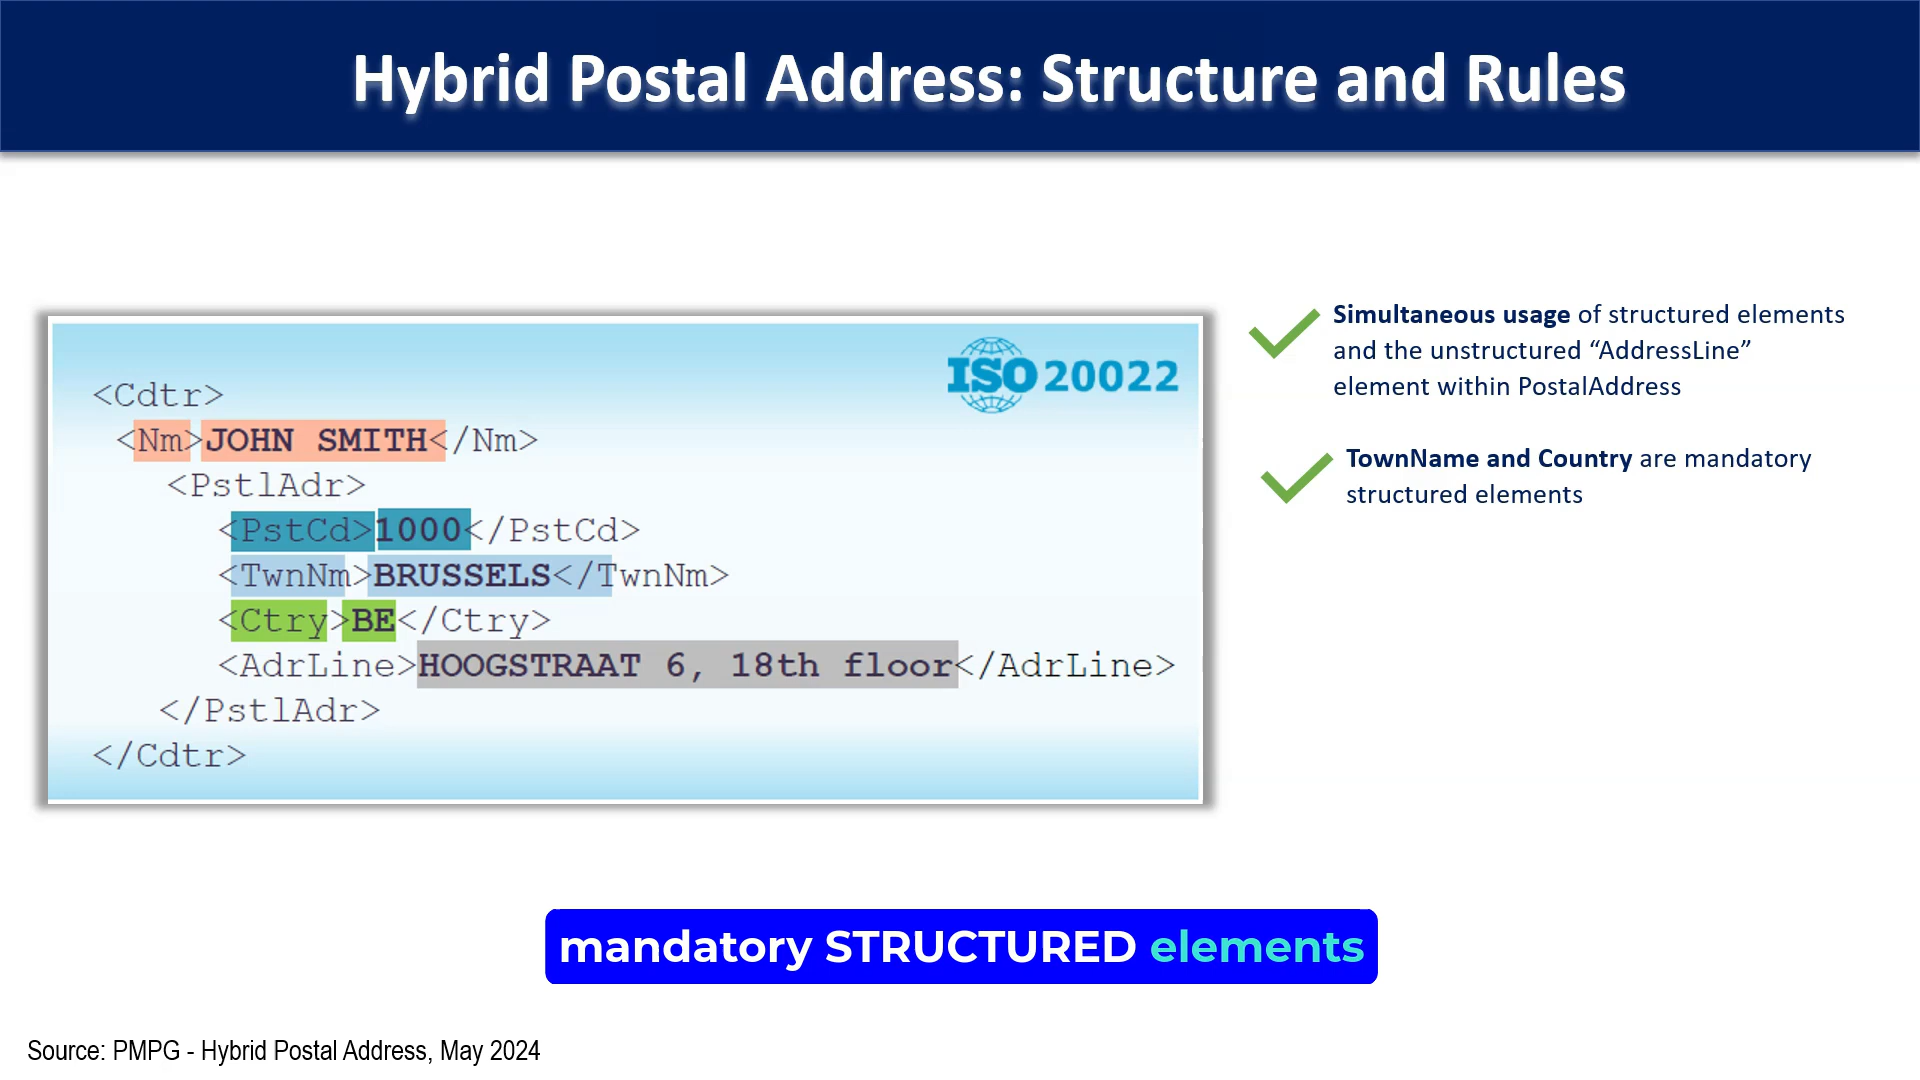 Hybrid Postal Address: Structure and Rules
ISO 20022
<Cdtr>
<Nm>JOHN SMITH</Nm>
<PstlAdr>
<PstCd>1000</PstCd>
<TwnNm>BRUSSELS</TwnNm>
<Ctry>BE</Ctry>
<AdrLine>HOOGSTRAAT 6, 18th floor</AdrLine>
</PstlAdr>
</Cdtr>
Simultaneous usage of structured elements
and the unstructured “AddressLine”
element within PostalAddress
TownName and Country are mandatory
structured elements
mandatory STRUCTURED elements
Source: PMPG - Hybrid Postal Address, May 2024